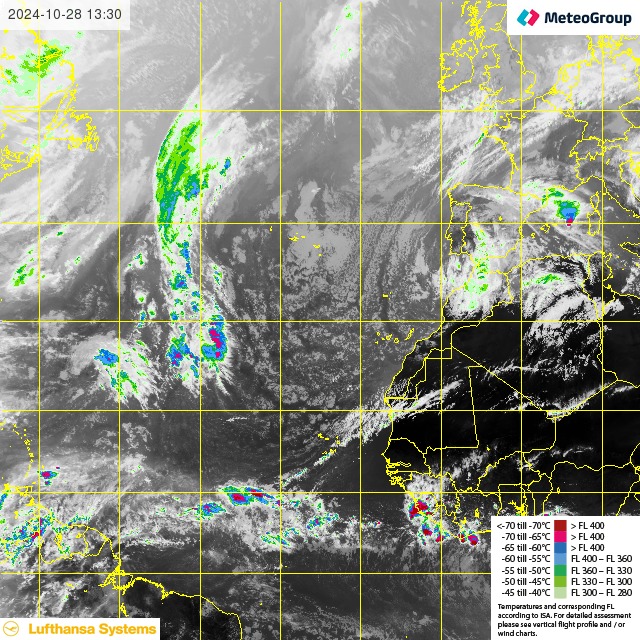 2024-10-28 13:30
MeteoGroup
<-70 till -70°C > FL 400
-70 till -65°C > FL 400
-65 till -60°C > FL 400
-60 till -55°C FL 400 – FL 360
-55 till -50°C FL 360 – FL 330
-50 till -45°C FL 330 – FL 300
-45 till -40°C FL 300 – FL 280
Temperatures and corresponding FL
according to ISA. For detailed assessment
please see vertical flight profile and / or
wind charts.
Lufthansa Systems